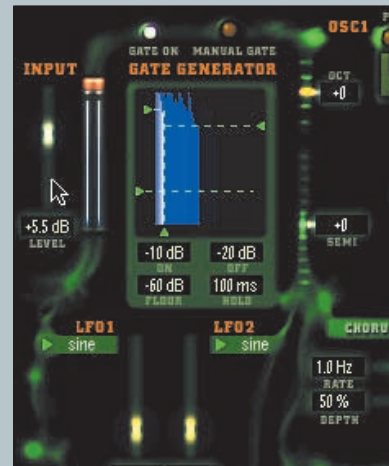 OSC1
GATE ON
MANUAL GATE
INPUT
GATE GENERATOR
OCT
+0
+5.5 dB
LEVEL
+0
SEMI
-10 dB
-20 dB
ON
OFF
-60 dB
100 ms
FLOOR
HOLD
LFO1
LFO2
sine
sine
CHORU
1.0 Hz
RATE
50 %
DEPTH